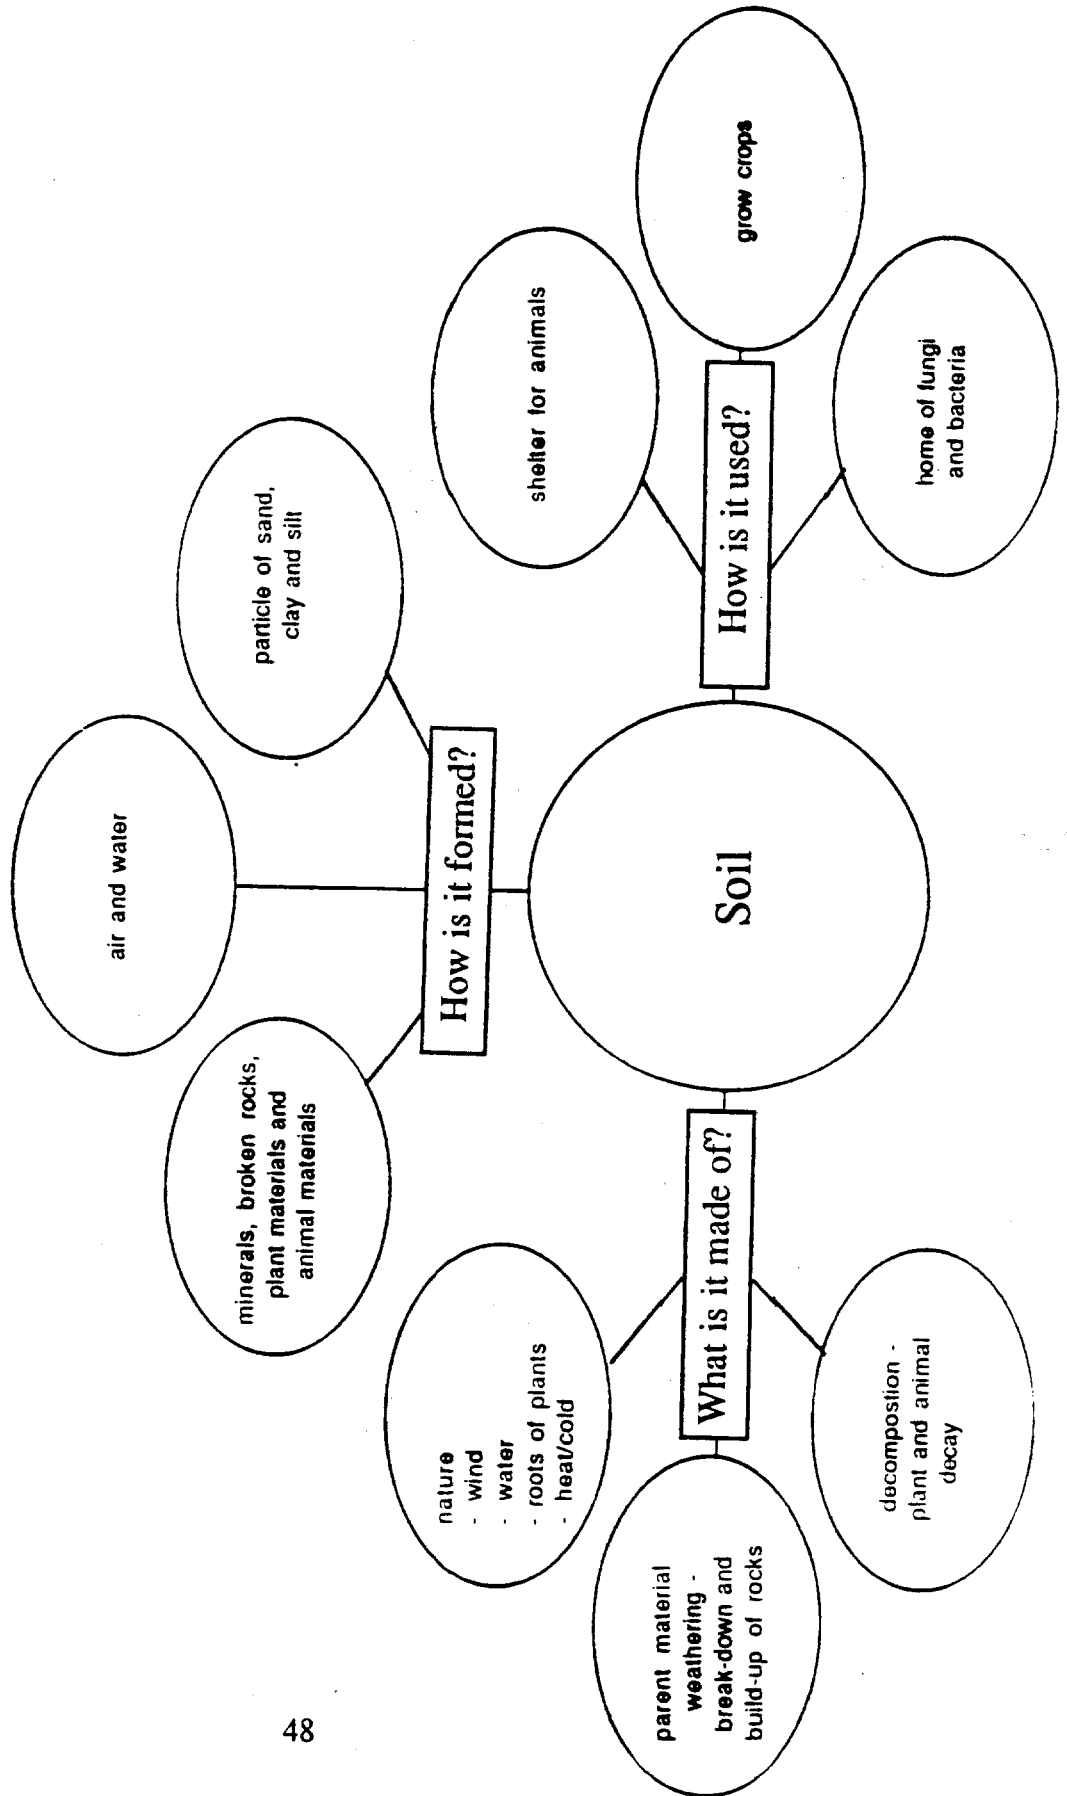 air and water
minerals, broken rocks,
plant materials and
animal materials
particle of sand,
clay and silt
How is it formed?
nature
- wind
- water
- roots of plants
- heat/cold
shelter for animals
parent material
weathering -
break-down and
build-up of rocks
What is it made of?
Soil
How is it used?
grow crops
decompostion -
plant and animal
decay
home of fungi
and bacteria
48